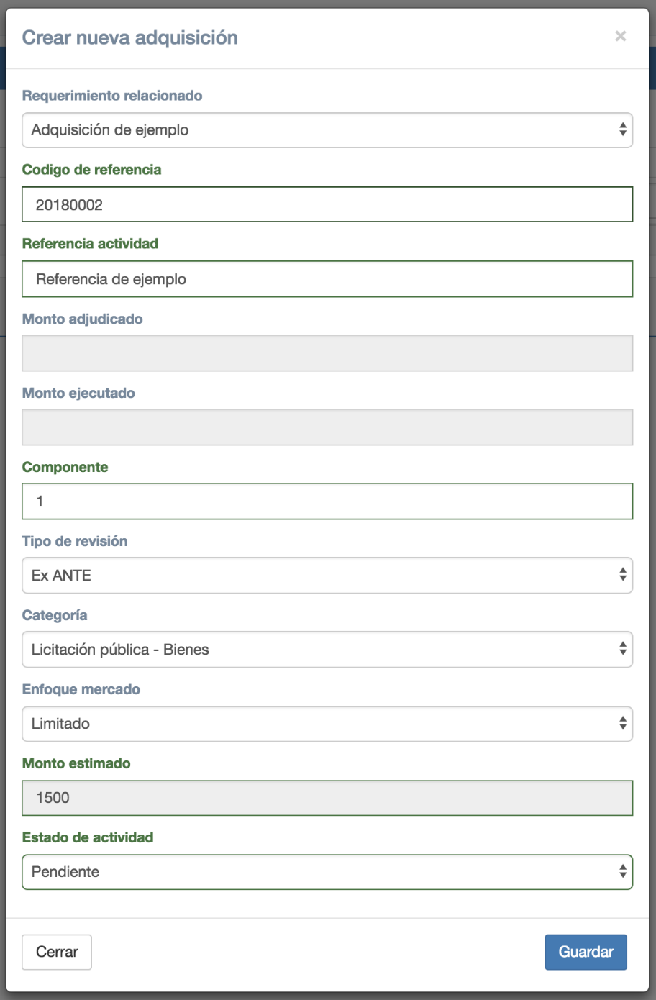 Crear nueva adquisición
×
Requerimiento relacionado
Adquisición de ejemplo
Codigo de referencia
20180002
Referencia actividad
Referencia de ejemplo
Monto adjudicado
Monto ejecutado
Componente
1
Tipo de revisión
Ex ANTE
Categoría
Licitación pública - Bienes
Enfoque mercado
Limitado
Monto estimado
1500
Estado de actividad
Pendiente
Cerrar Guardar